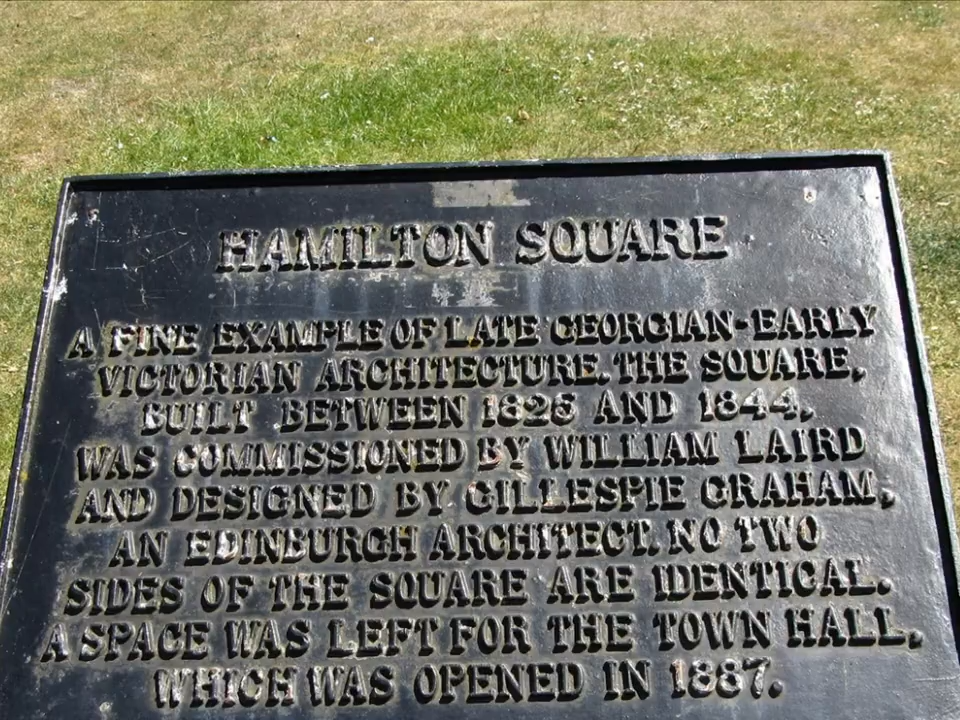 HAMILTON SQUARE
A FINE EXAMPLE OF LATE GEORGIAN-EARLY
VICTORIAN ARCHITECTURE. THE SQUARE,
BUILT BETWEEN 1825 AND 1844,
WAS COMMISSIONED BY WILLIAM LAIRD
AND DESIGNED BY GILLESPIE GRAHAM,
AN EDINBURGH ARCHITECT. NO TWO
SIDES OF THE SQUARE ARE IDENTICAL.
A SPACE WAS LEFT FOR THE TOWN HALL,
WHICH WAS OPENED IN 1887.